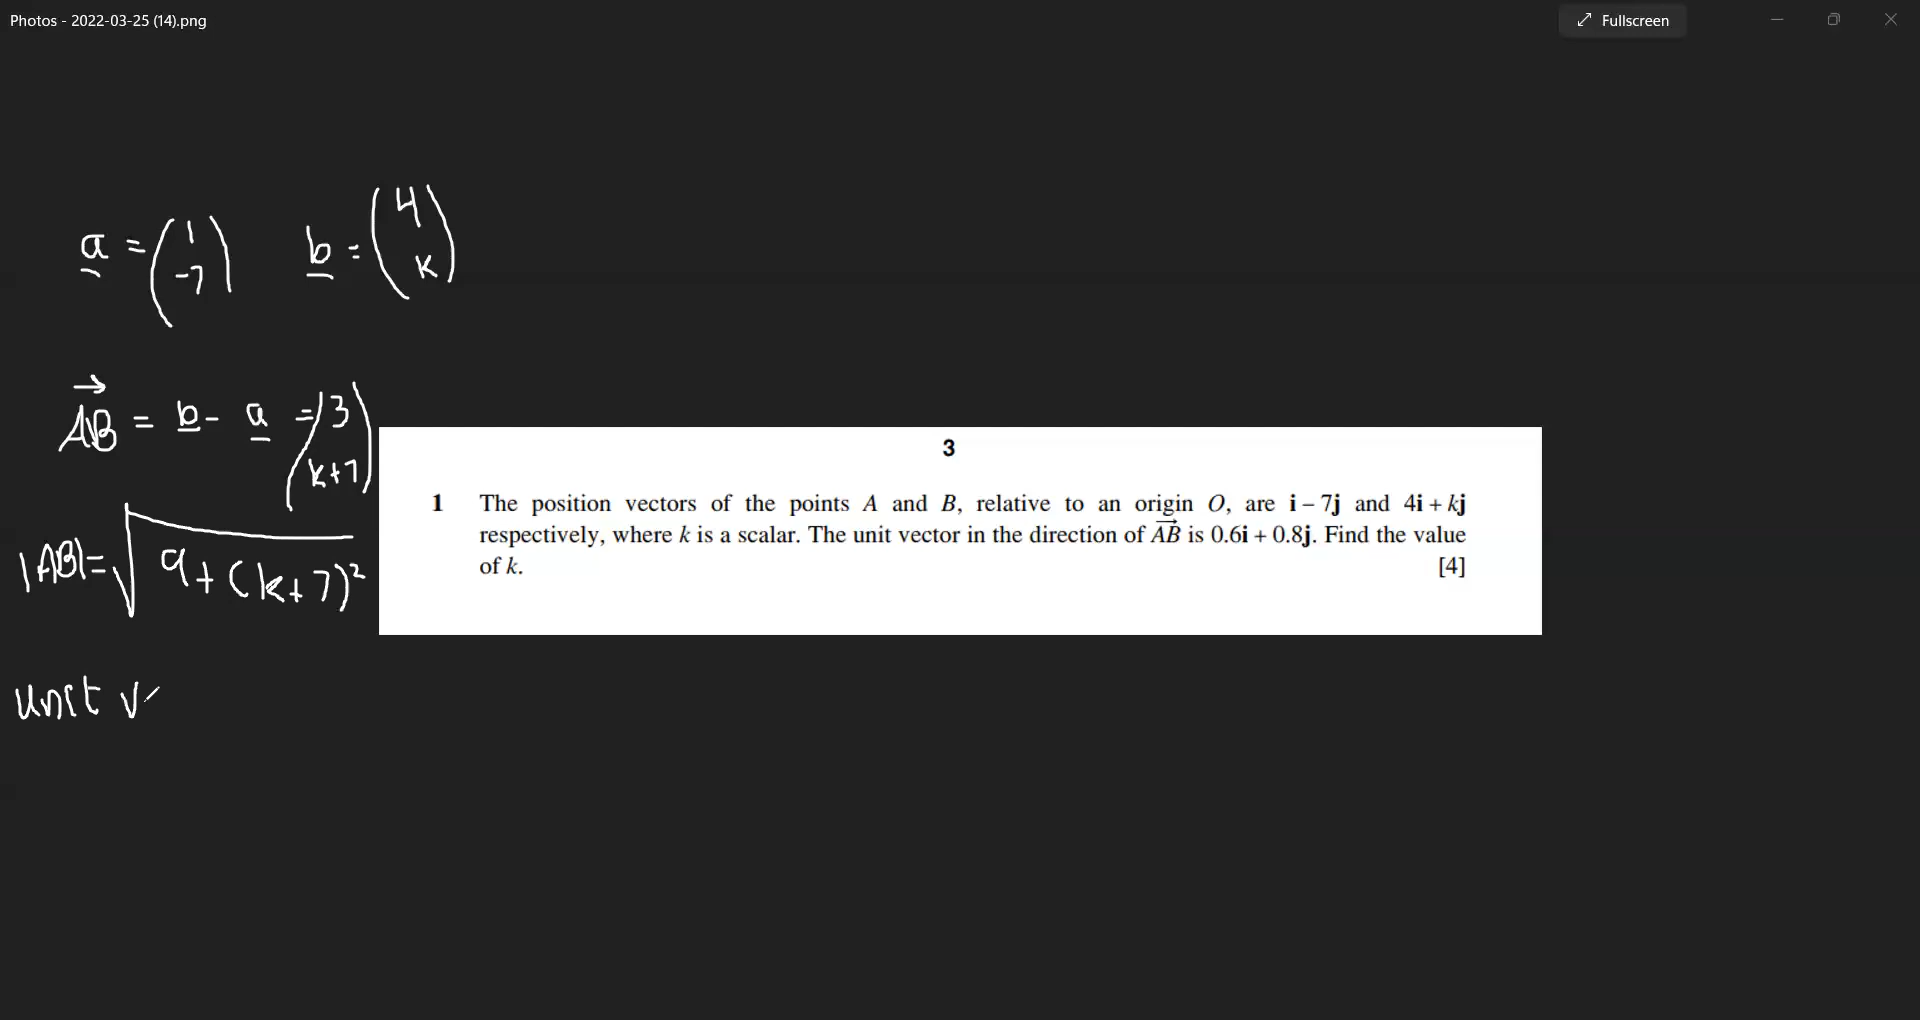 Photos - 2022-03-25 (14).png
Fullscreen
a = (1 -7) b = (4 k)
→
AB = b - a = (3 k+7)
|AB| = √9+(k+7)²
unit v
3
1 The position vectors of the points A and B, relative to an origin O, are i – 7j and 4i + kj
respectively, where k is a scalar. The unit vector in the direction of AB→ is 0.6i + 0.8j. Find the value
of k. [4]